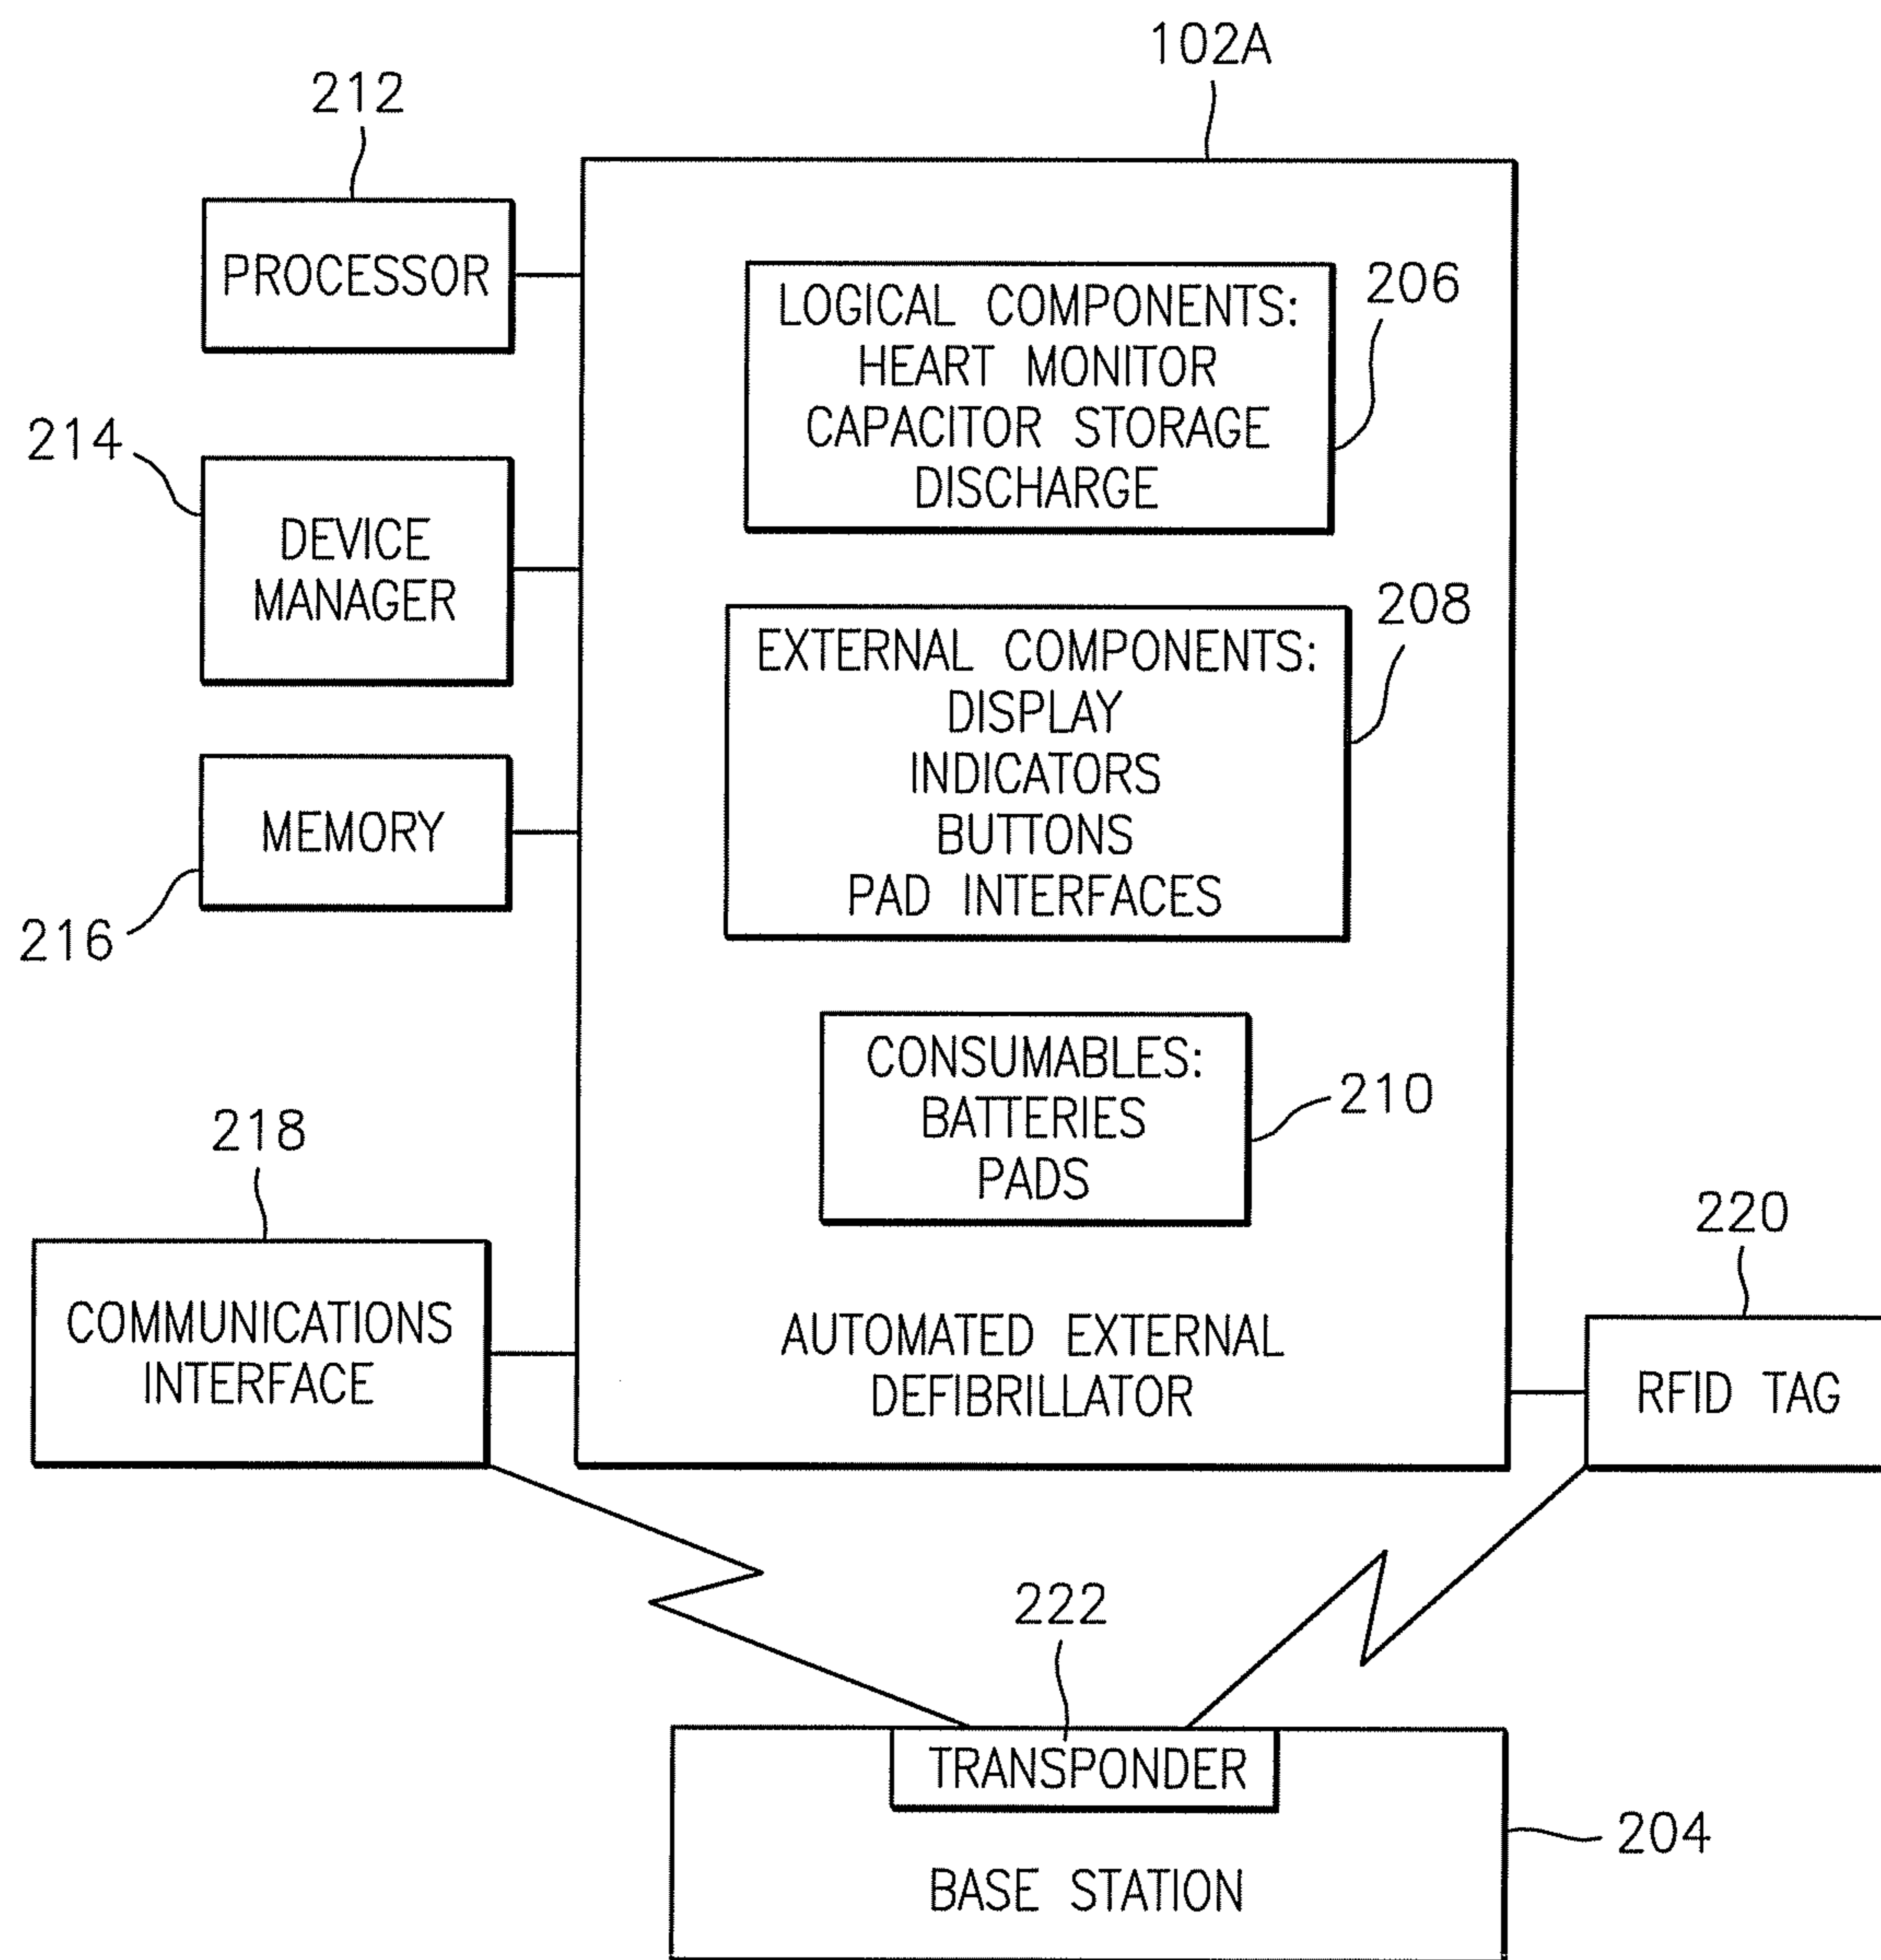 102A
212
PROCESSOR
LOGICAL COMPONENTS:
HEART MONITOR
CAPACITOR STORAGE
DISCHARGE
206
214
DEVICE
MANAGER
EXTERNAL COMPONENTS:
DISPLAY
INDICATORS
BUTTONS
PAD INTERFACES
208
MEMORY
216
CONSUMABLES:
BATTERIES
PADS
210
218
COMMUNICATIONS
INTERFACE
AUTOMATED EXTERNAL
DEFIBRILLATOR
220
RFID TAG
222
TRANSPONDER
204
BASE STATION